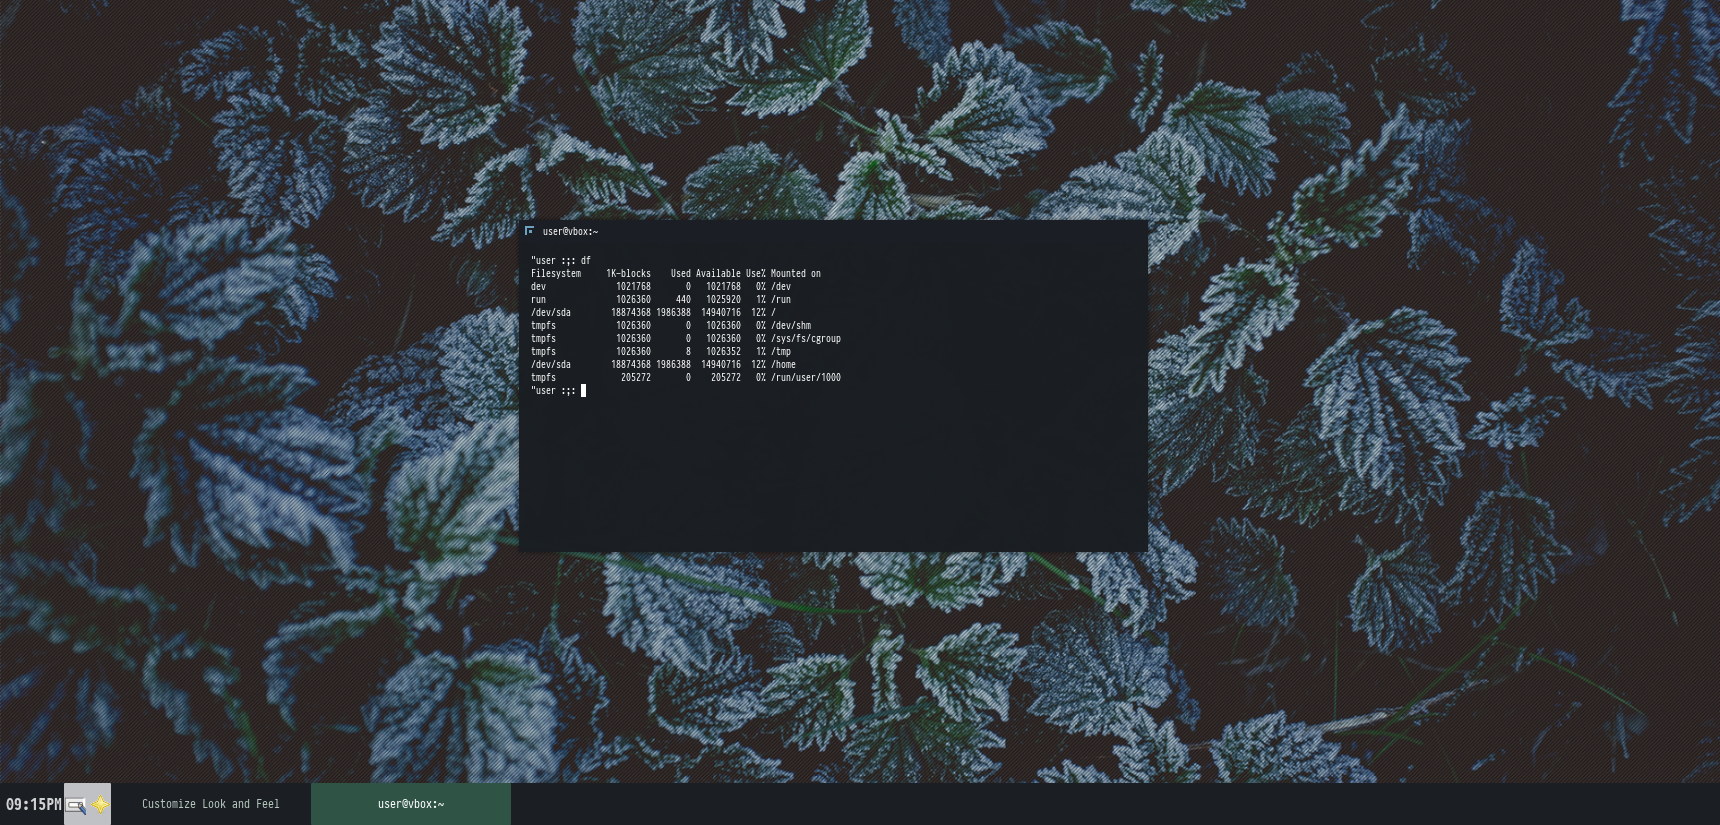 user@vbox:~
"user :;: df
Filesystem     1K-blocks    Used Available Use% Mounted on
dev              1021768       0   1021768   0% /dev
run              1026360     440   1025920   1% /run
/dev/sda        18874368 1986388  14940716  12% /
tmpfs            1026360       0   1026360   0% /dev/shm
tmpfs            1026360       0   1026360   0% /sys/fs/cgroup
tmpfs            1026360       8   1026352   1% /tmp
/dev/sda        18874368 1986388  14940716  12% /home
tmpfs             205272       0    205272   0% /run/user/1000
"user :;:
09:15PM Customize Look and Feel user@vbox:~